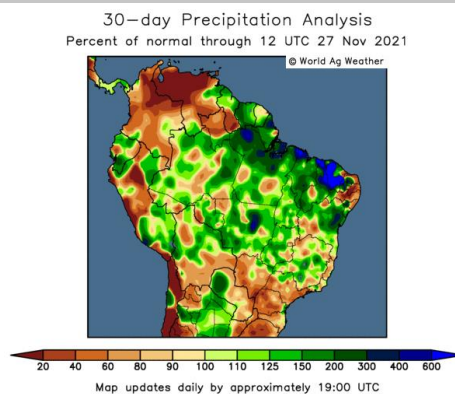 30-day Precipitation Analysis
Percent of normal through 12 UTC 27 Nov 2021
© World Ag Weather
20 40 60 80 90 100 110 125 150 200 300 400 600
Map updates daily by approximately 19:00 UTC